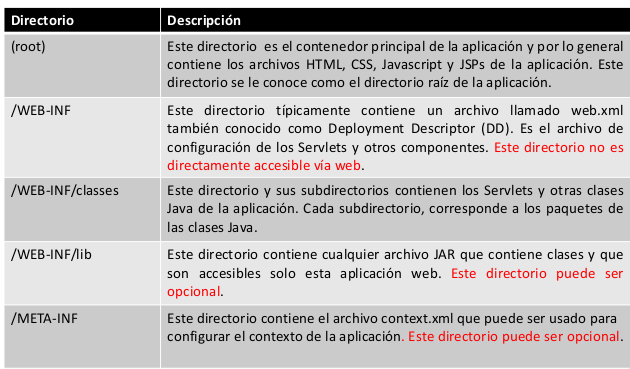 Directorio Descripción
(root) Este directorio es el contenedor principal de la aplicación y por lo general
contiene los archivos HTML, CSS, Javascript y JSPs de la aplicación. Este
directorio se le conoce como el directorio raíz de la aplicación.
/WEB-INF Este directorio típicamente contiene un archivo llamado web.xml
también conocido como Deployment Descriptor (DD). Es el archivo de
configuración de los Servlets y otros componentes. Este directorio no es
directamente accesible vía web.
/WEB-INF/classes Este directorio y sus subdirectorios contienen los Servlets y otras clases
Java de la aplicación. Cada subdirectorio, corresponde a los paquetes de
las clases Java.
/WEB-INF/lib Este directorio contiene cualquier archivo JAR que contiene clases y que
son accesibles solo esta aplicación web. Este directorio puede ser
opcional.
/META-INF Este directorio contiene el archivo context.xml que puede ser usado para
configurar el contexto de la aplicación. Este directorio puede ser opcional.